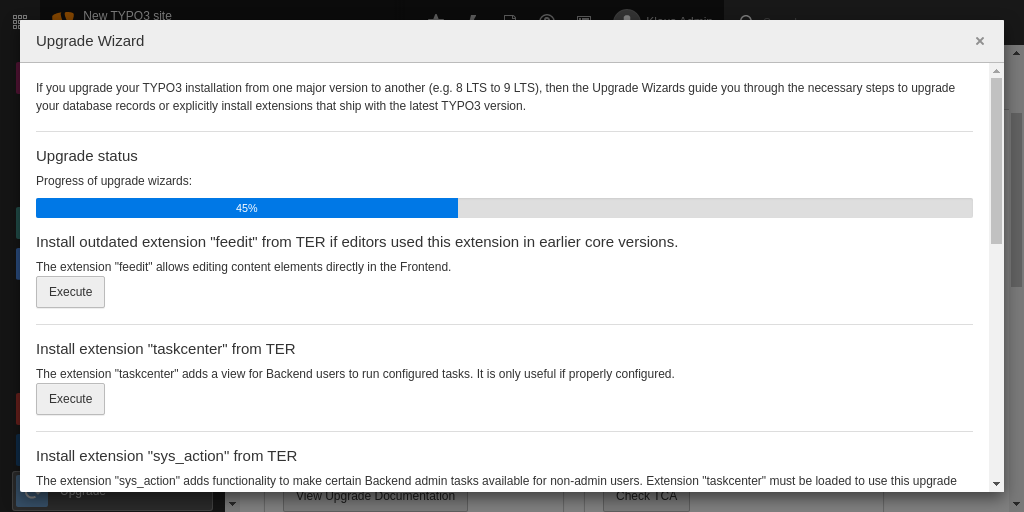 New TYPO3 site
Klaus Admin
Upgrade Wizard
×
If you upgrade your TYPO3 installation from one major version to another (e.g. 8 LTS to 9 LTS), then the Upgrade Wizards guide you through the necessary steps to upgrade
your database records or explicitly install extensions that ship with the latest TYPO3 version.
Upgrade status
Progress of upgrade wizards:
45%
Install outdated extension "feedit" from TER if editors used this extension in earlier core versions.
The extension "feedit" allows editing content elements directly in the Frontend.
Execute
Install extension "taskcenter" from TER
The extension "taskcenter" adds a view for Backend users to run configured tasks. It is only useful if properly configured.
Execute
Install extension "sys_action" from TER
The extension "sys_action" adds functionality to make certain Backend admin tasks available for non-admin users. Extension "taskcenter" must be loaded to use this upgrade
Upgrade
View Upgrade Documentation
Check TCA